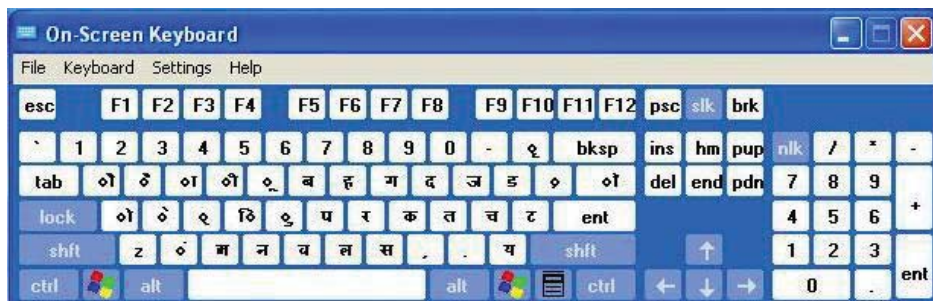 On-Screen Keyboard
File Keyboard Settings Help
esc F1 F2 F3 F4 F5 F6 F7 F8 F9 F10 F11 F12 psc slk brk
` 1 2 3 4 5 6 7 8 9 0 - ृ bksp ins hm pup nlk / * -
tab ौ ै ा ी ू ब ह ग द ज ड ़ ॉ del end pdn 7 8 9 +
lock ो े ् ि ु प र क त च ट ent 4 5 6
shft z ं म न व ल स , . य shft ↑ 1 2 3 ent
ctrl alt alt ctrl ← ↓ → 0 .